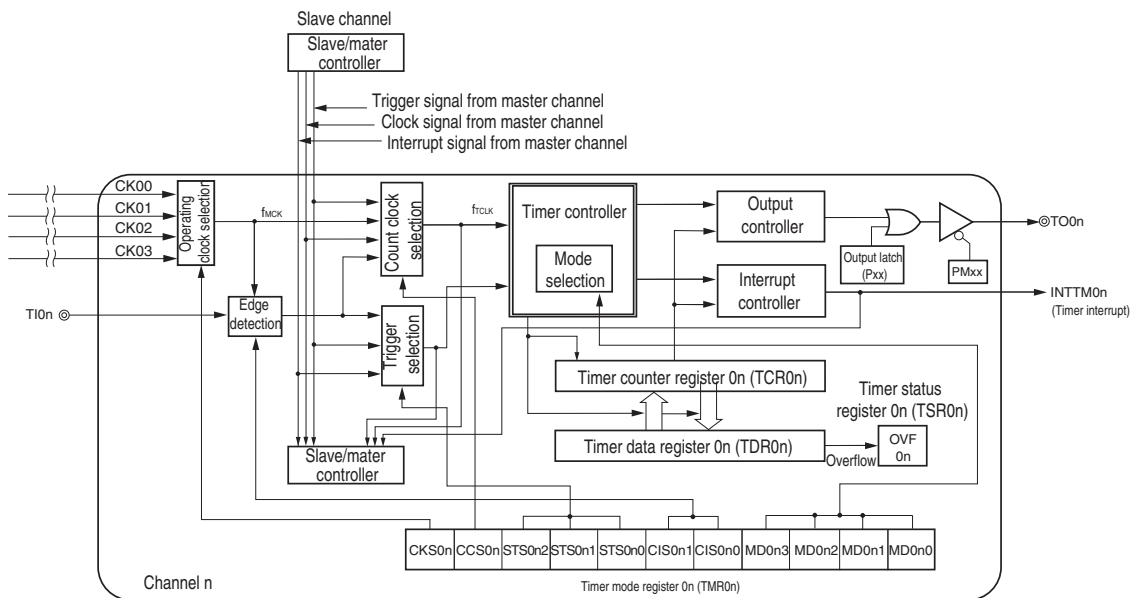 Slave channel
Slave/mater
controller
Trigger signal from master channel
Clock signal from master channel
Interrupt signal from master channel
CK00
CK01
CK02
CK03
Operating
clock selection
fMCK
Count clock
selection
fTCLK
Timer controller
Mode
selection
Output
controller
Output latch
(Pxx)
PMxx
TO0n
Interrupt
controller
INTTM0n
(Timer interrupt)
TI0n
Edge
detection
Trigger
selection
Timer counter register 0n (TCR0n)
Timer status
register 0n (TSR0n)
Timer data register 0n (TDR0n)
Overflow
OVF
0n
Slave/mater
controller
CKS0n CCS0n STS0n2 STS0n1 STS0n0 CIS0n1 CIS0n0 MD0n3 MD0n2 MD0n1 MD0n0
Channel n
Timer mode register 0n (TMR0n)